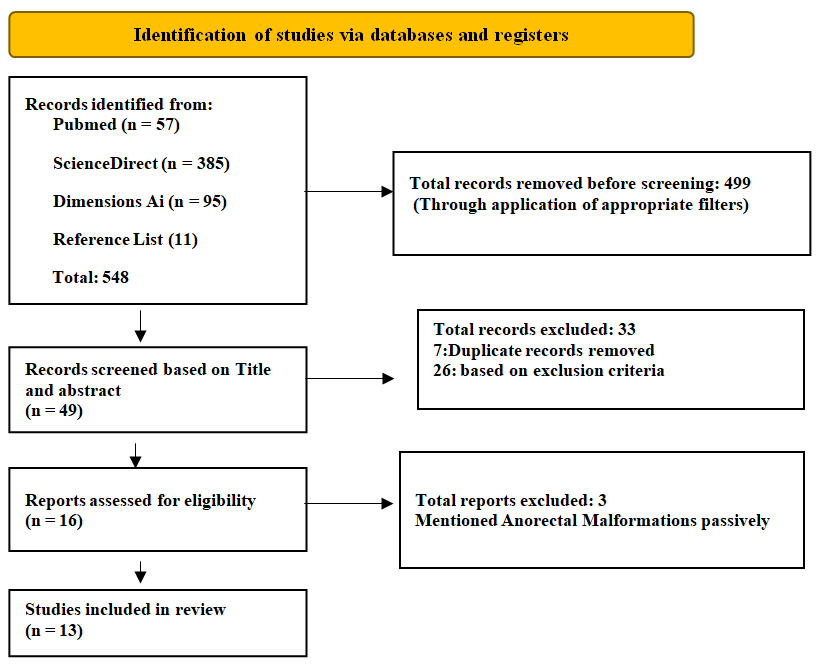 Identification of studies via databases and registers
Records identified from:
Pubmed (n = 57)
ScienceDirect (n = 385)
Dimensions Ai (n = 95)
Reference List (11)
Total: 548
Total records removed before screening: 499
(Through application of appropriate filters)
Records screened based on Title
and abstract
(n = 49)
Total records excluded: 33
7:Duplicate records removed
26: based on exclusion criteria
Reports assessed for eligibility
(n = 16)
Total reports excluded: 3
Mentioned Anorectal Malformations passively
Studies included in review
(n = 13)